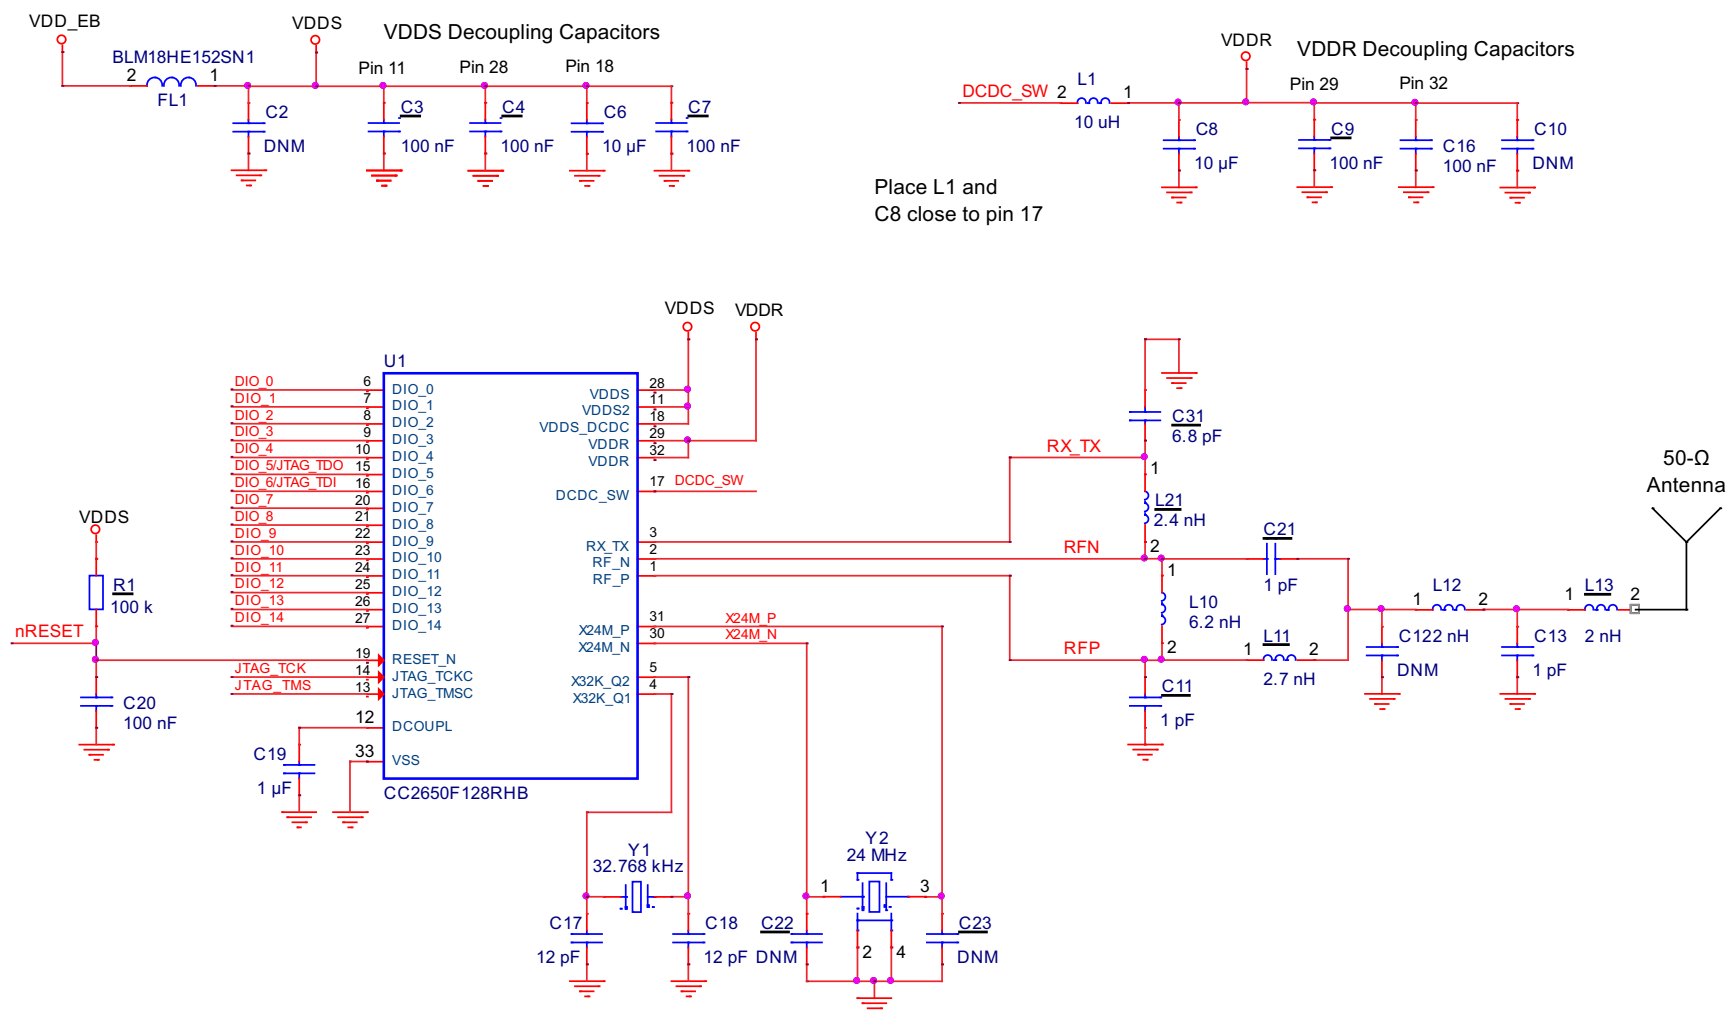 VDD_EB
VDDS
VDDS Decoupling Capacitors
BLM18HE152SN1
2
1
FL1
Pin 11
Pin 28
Pin 18
C2
DNM
C3
100 nF
C4
100 nF
C6
10 µF
C7
100 nF
VDDR
VDDR Decoupling Capacitors
DCDC_SW
2
L1
1
10 uH
Pin 29
Pin 32
C8
10 µF
C9
100 nF
C16
100 nF
C10
DNM
Place L1 and
C8 close to pin 17
VDDS
VDDR
U1
DIO_0
6
DIO_0
DIO_1
7
DIO_1
DIO_2
8
DIO_2
DIO_3
9
DIO_3
DIO_4
10
DIO_4
DIO_5/JTAG_TDO
15
DIO_5
DIO_6/JTAG_TDI
16
DIO_6
DIO_7
20
DIO_7
DIO_8
21
DIO_8
DIO_9
22
DIO_9
DIO_10
23
DIO_10
DIO_11
24
DIO_11
DIO_12
25
DIO_12
DIO_13
26
DIO_13
DIO_14
27
DIO_14
19
RESET_N
JTAG_TCK
14
JTAG_TCKC
JTAG_TMS
13
JTAG_TMSC
12
DCOUPL
33
VSS
CC2650F128RHB
VDDS
28
VDDS2
11
VDDS_DCDC
18
VDDR
29
VDDR
32
DCDC_SW
17
DCDC_SW
RX_TX
3
RF_N
2
RF_P
1
X24M_P
31
X24M_P
X24M_N
30
X24M_N
X32K_Q2
5
X32K_Q1
4
VDDS
R1
100 k
nRESET
C20
100 nF
C19
1 µF
Y1
32.768 kHz
C17
12 pF
C18
12 pF
Y2
24 MHz
1
3
C22
DNM
2
4
C23
DNM
C31
6.8 pF
RX_TX
1
L21
2.4 nH
RFN
2
C21
1 pF
1
L10
6.2 nH
RFP
2
1
L11
2
2.7 nH
C11
1 pF
1
L12
2
C122 nH
DNM
C13
1 pF
1
L13
2
2 nH
50-Ω
Antenna